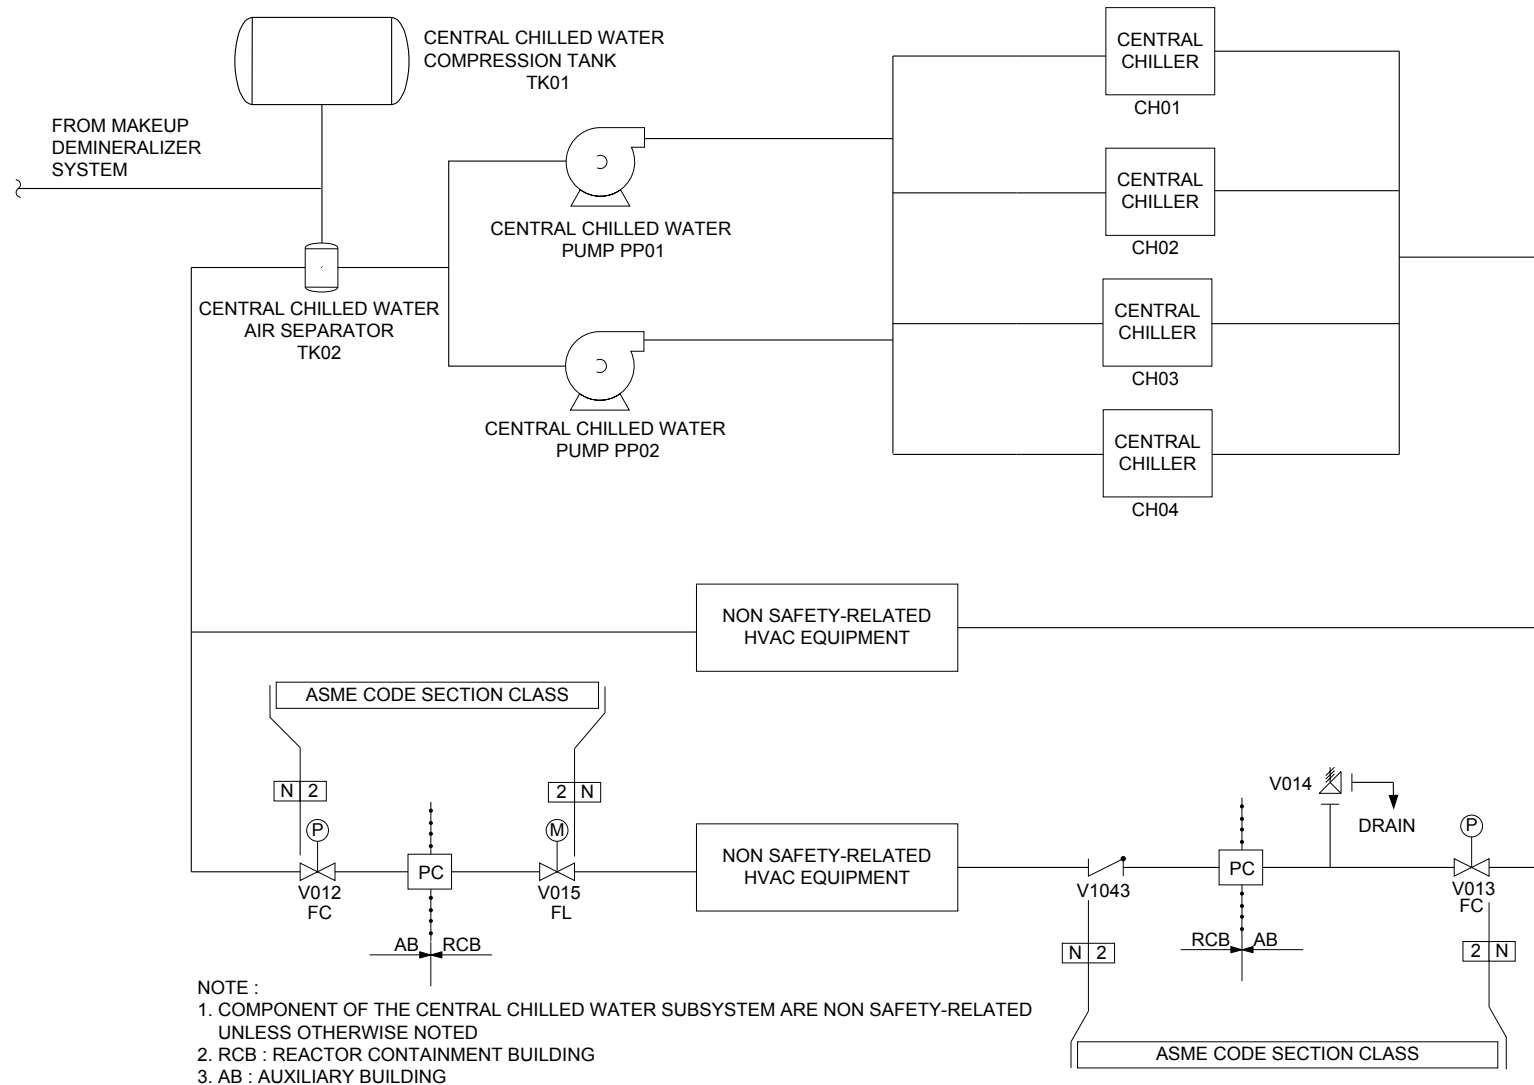 CENTRAL CHILLED WATER
COMPRESSION TANK
TK01
FROM MAKEUP
DEMINERALIZER
SYSTEM
CENTRAL CHILLED WATER
PUMP PP01
CENTRAL CHILLED WATER
AIR SEPARATOR
TK02
CENTRAL CHILLED WATER
PUMP PP02
CENTRAL
CHILLER
CH01
CENTRAL
CHILLER
CH02
CENTRAL
CHILLER
CH03
CENTRAL
CHILLER
CH04
NON SAFETY-RELATED
HVAC EQUIPMENT
ASME CODE SECTION CLASS
N 2
2 N
P
M
V012
FC
PC
V015
FL
AB RCB
NON SAFETY-RELATED
HVAC EQUIPMENT
V1043
N 2
PC
RCB AB
V014
DRAIN
P
V013
FC
2 N
ASME CODE SECTION CLASS
NOTE :
1. COMPONENT OF THE CENTRAL CHILLED WATER SUBSYSTEM ARE NON SAFETY-RELATED
UNLESS OTHERWISE NOTED
2. RCB : REACTOR CONTAINMENT BUILDING
3. AB : AUXILIARY BUILDING